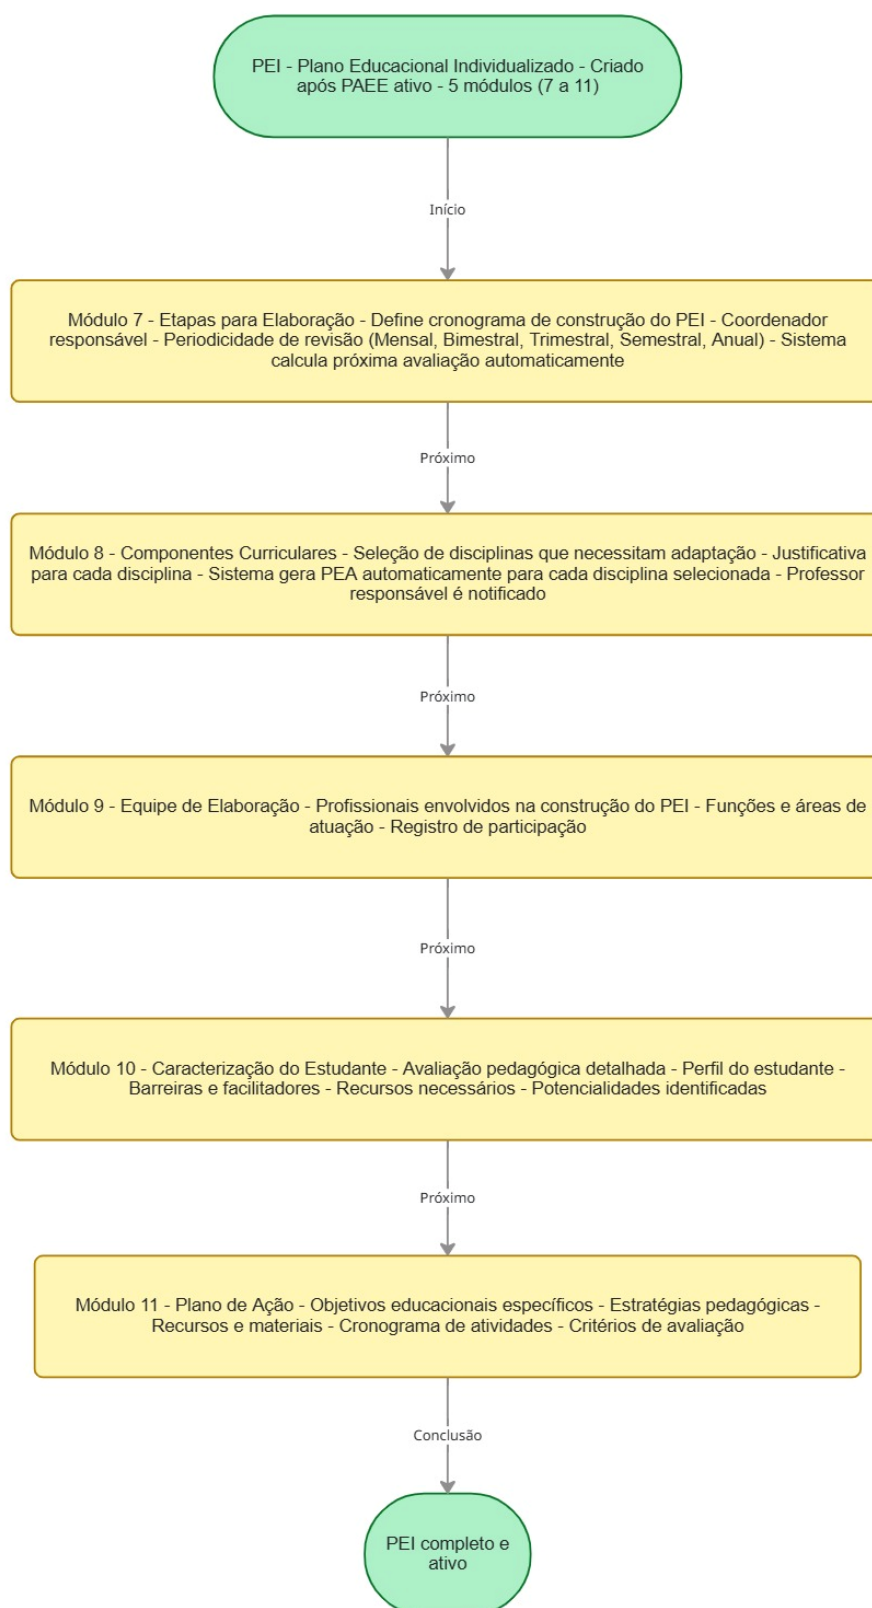 PEI - Plano Educacional Individualizado - Criado
após PAEE ativo - 5 módulos (7 a 11)
Início
Módulo 7 - Etapas para Elaboração - Define cronograma de construção do PEI - Coordenador
responsável - Periodicidade de revisão (Mensal, Bimestral, Trimestral, Semestral, Anual) - Sistema
calcula próxima avaliação automaticamente
Próximo
Módulo 8 - Componentes Curriculares - Seleção de disciplinas que necessitam adaptação - Justificativa
para cada disciplina - Sistema gera PEA automaticamente para cada disciplina selecionada - Professor
responsável é notificado
Próximo
Módulo 9 - Equipe de Elaboração - Profissionais envolvidos na construção do PEI - Funções e áreas de
atuação - Registro de participação
Próximo
Módulo 10 - Caracterização do Estudante - Avaliação pedagógica detalhada - Perfil do estudante -
Barreiras e facilitadores - Recursos necessários - Potencialidades identificadas
Próximo
Módulo 11 - Plano de Ação - Objetivos educacionais específicos - Estratégias pedagógicas -
Recursos e materiais - Cronograma de atividades - Critérios de avaliação
Conclusão
PEI completo e
ativo